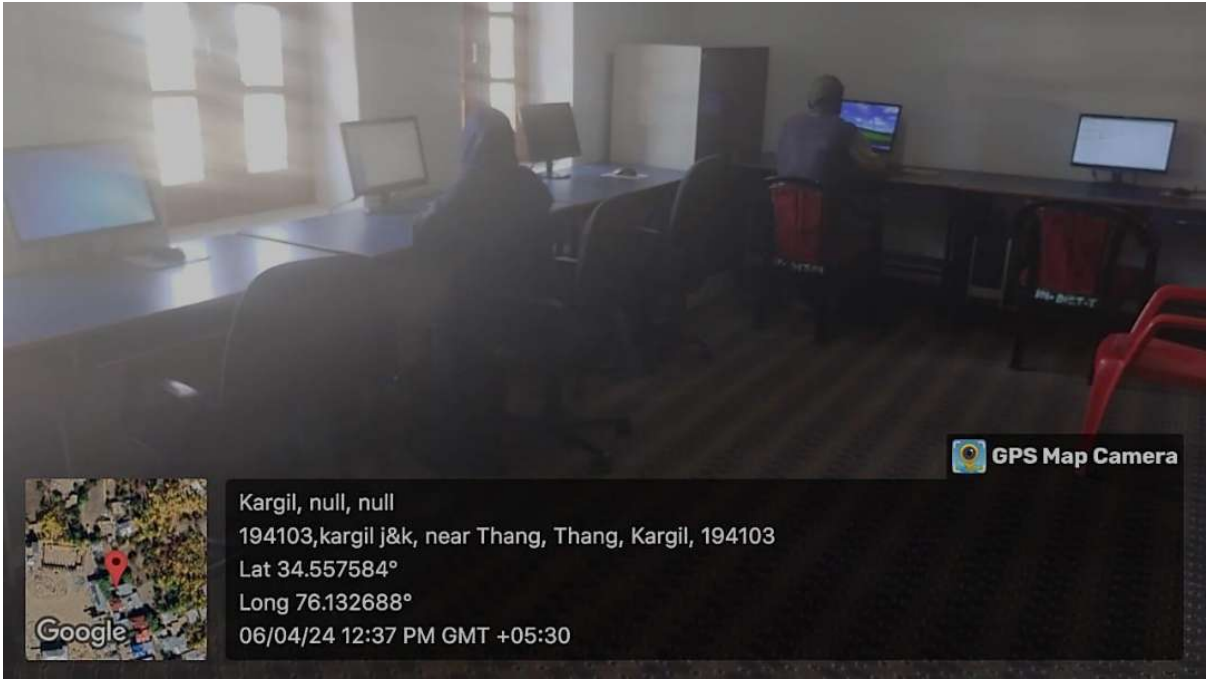 GPS Map Camera
Kargil, null, null
194103,kargil j&k, near Thang, Thang, Kargil, 194103
Lat 34.557584°
Long 76.132688°
06/04/24 12:37 PM GMT +05:30
Google